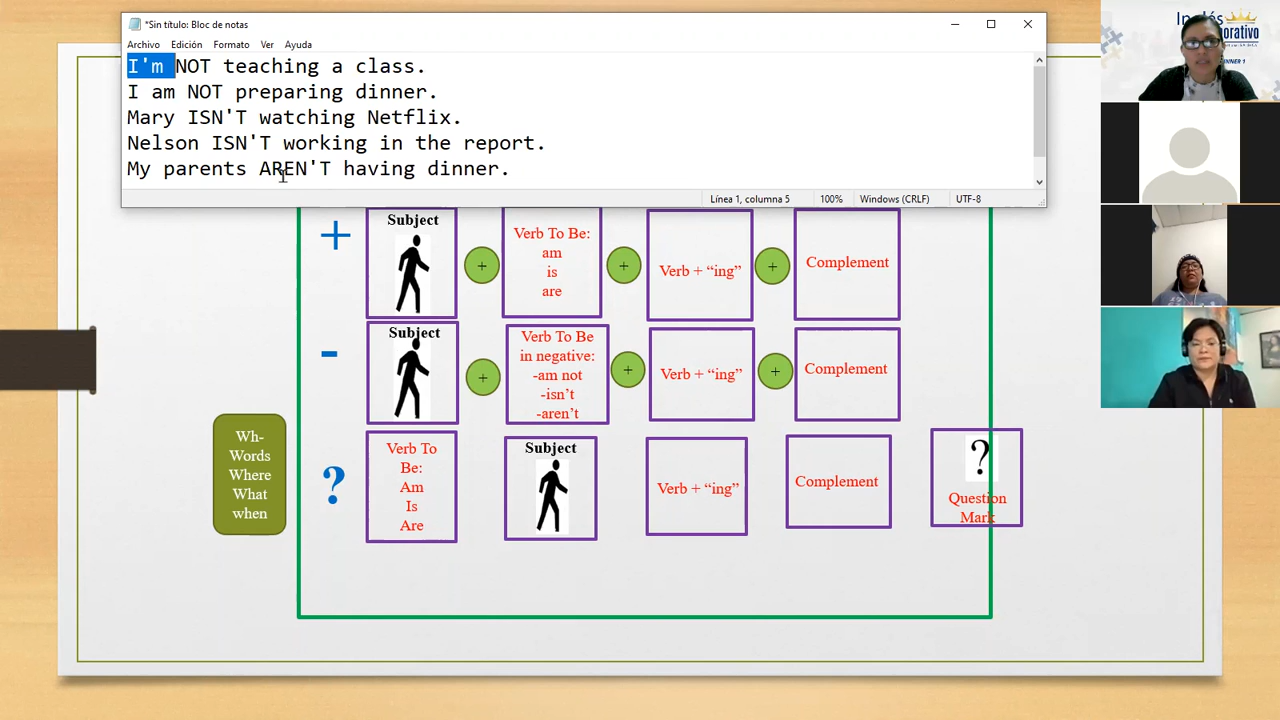 *Sin título: Bloc de notas
Archivo Edición Formato Ver Ayuda
I'm NOT teaching a class.
I am NOT preparing dinner.
Mary ISN'T watching Netflix.
Nelson ISN'T working in the report.
My parents AREN'T having dinner.
Línea 1, columna 5 100% Windows (CRLF) UTF-8
+
Subject
+
Verb To Be:
am
is
are
+
Verb + “ing”
+
Complement
-
Subject
+
Verb To Be
in negative:
-am not
-isn’t
-aren’t
+
Verb + “ing”
+
Complement
Wh-
Words
Where
What
when
?
Verb To
Be:
Am
Is
Are
Subject
Verb + “ing”
Complement
?
Question
Mark